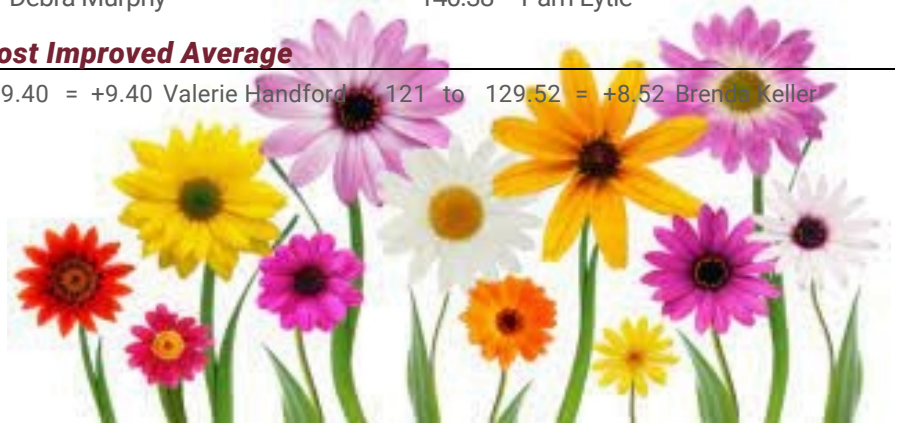 Debra Murphy 140.38 Pam Lytle
ost Improved Average
9.40 = +9.40 Valerie Handford 121 to 129.52 = +8.52 Brenda Keller